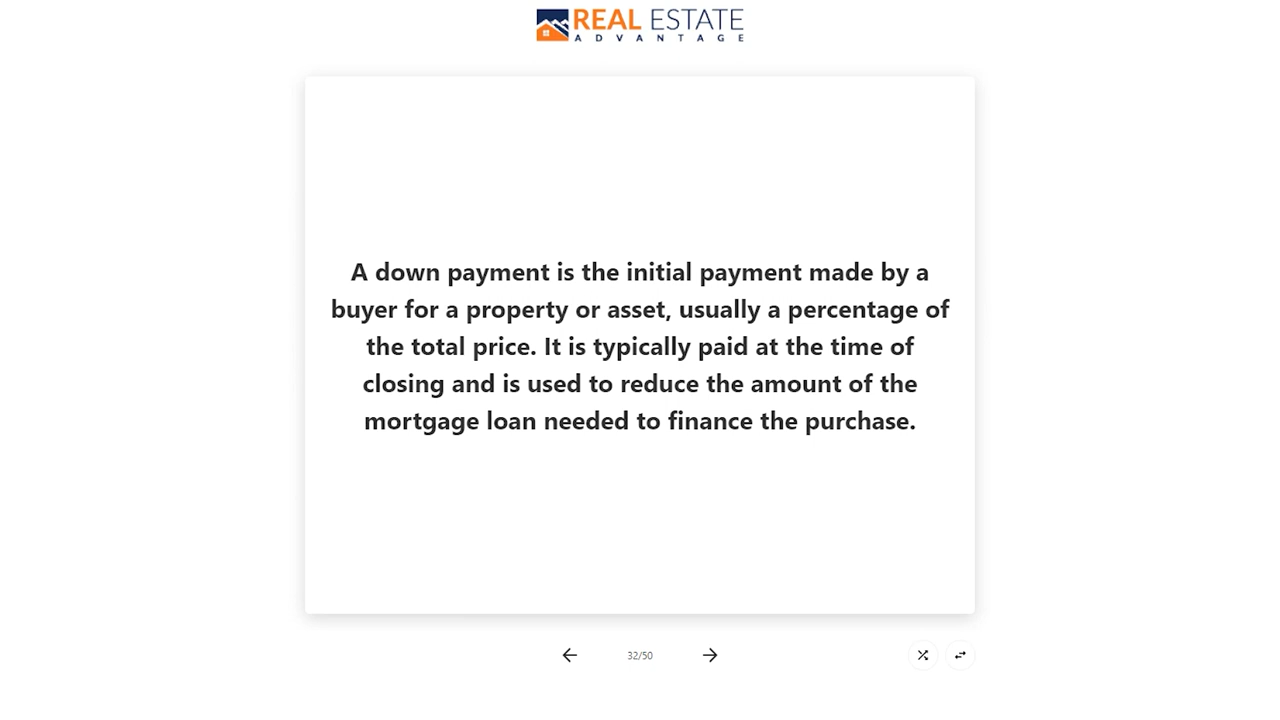 REAL ESTATE
ADVANTAGE
A down payment is the initial payment made by a
buyer for a property or asset, usually a percentage of
the total price. It is typically paid at the time of
closing and is used to reduce the amount of the
mortgage loan needed to finance the purchase.
32/50